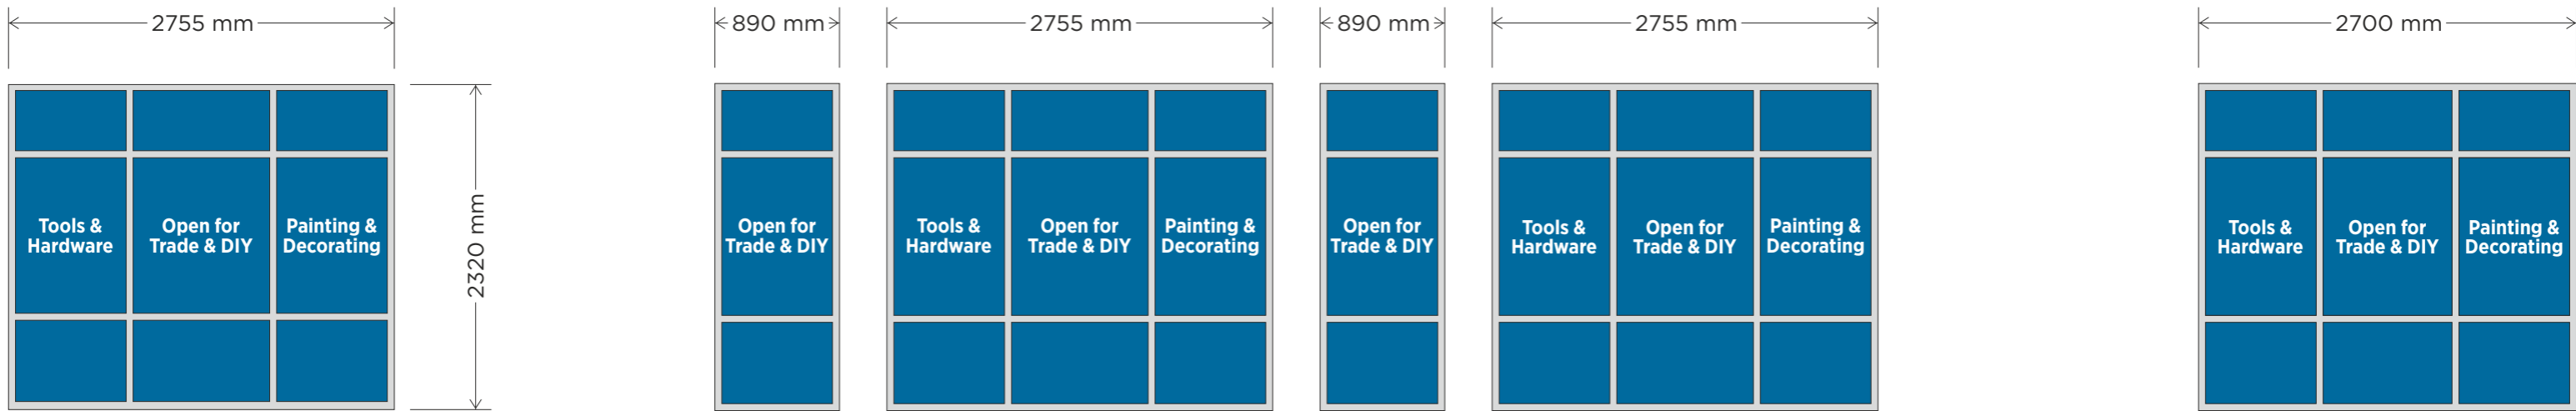 2755 mm
890 mm
2755 mm
890 mm
2755 mm
2700 mm
2320 mm
Tools &
Hardware
Open for
Trade & DIY
Painting &
Decorating
Open for
Trade & DIY
Tools &
Hardware
Open for
Trade & DIY
Painting &
Decorating
Open for
Trade & DIY
Tools &
Hardware
Open for
Trade & DIY
Painting &
Decorating
Tools &
Hardware
Open for
Trade & DIY
Painting &
Decorating